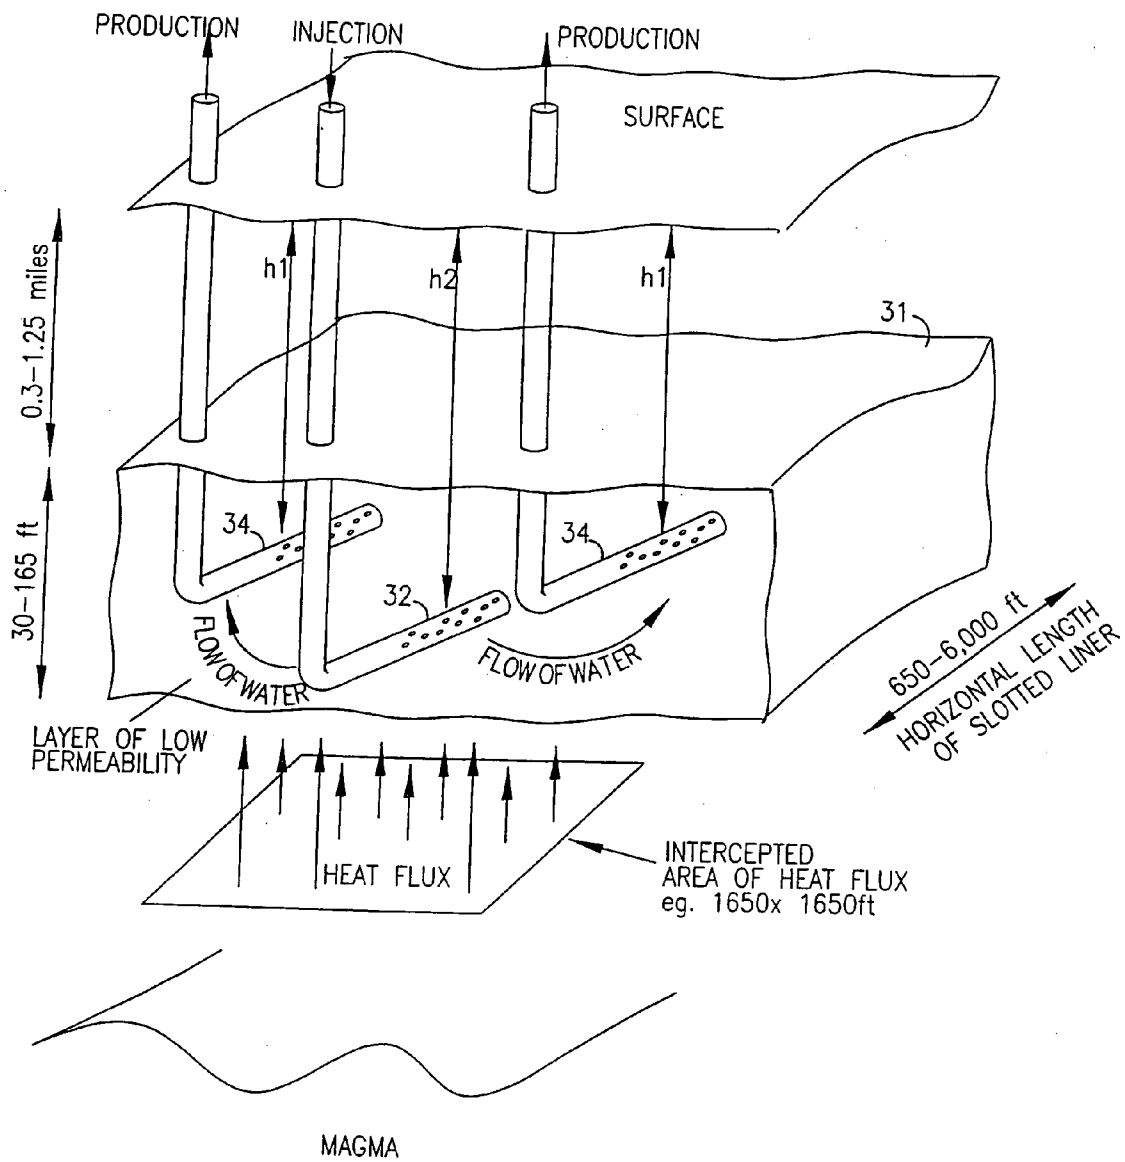 PRODUCTION
INJECTION
PRODUCTION
SURFACE
h1
h2
h1
0.3-1.25 miles
31
30-165 ft
34
34
32
FLOW OF WATER
FLOW OF WATER
650-6,000 ft
HORIZONTAL LENGTH
OF SLOTTED LINER
LAYER OF LOW
PERMEABILITY
HEAT FLUX
INTERCEPTED
AREA OF HEAT FLUX
eg. 1650x 1650ft
MAGMA